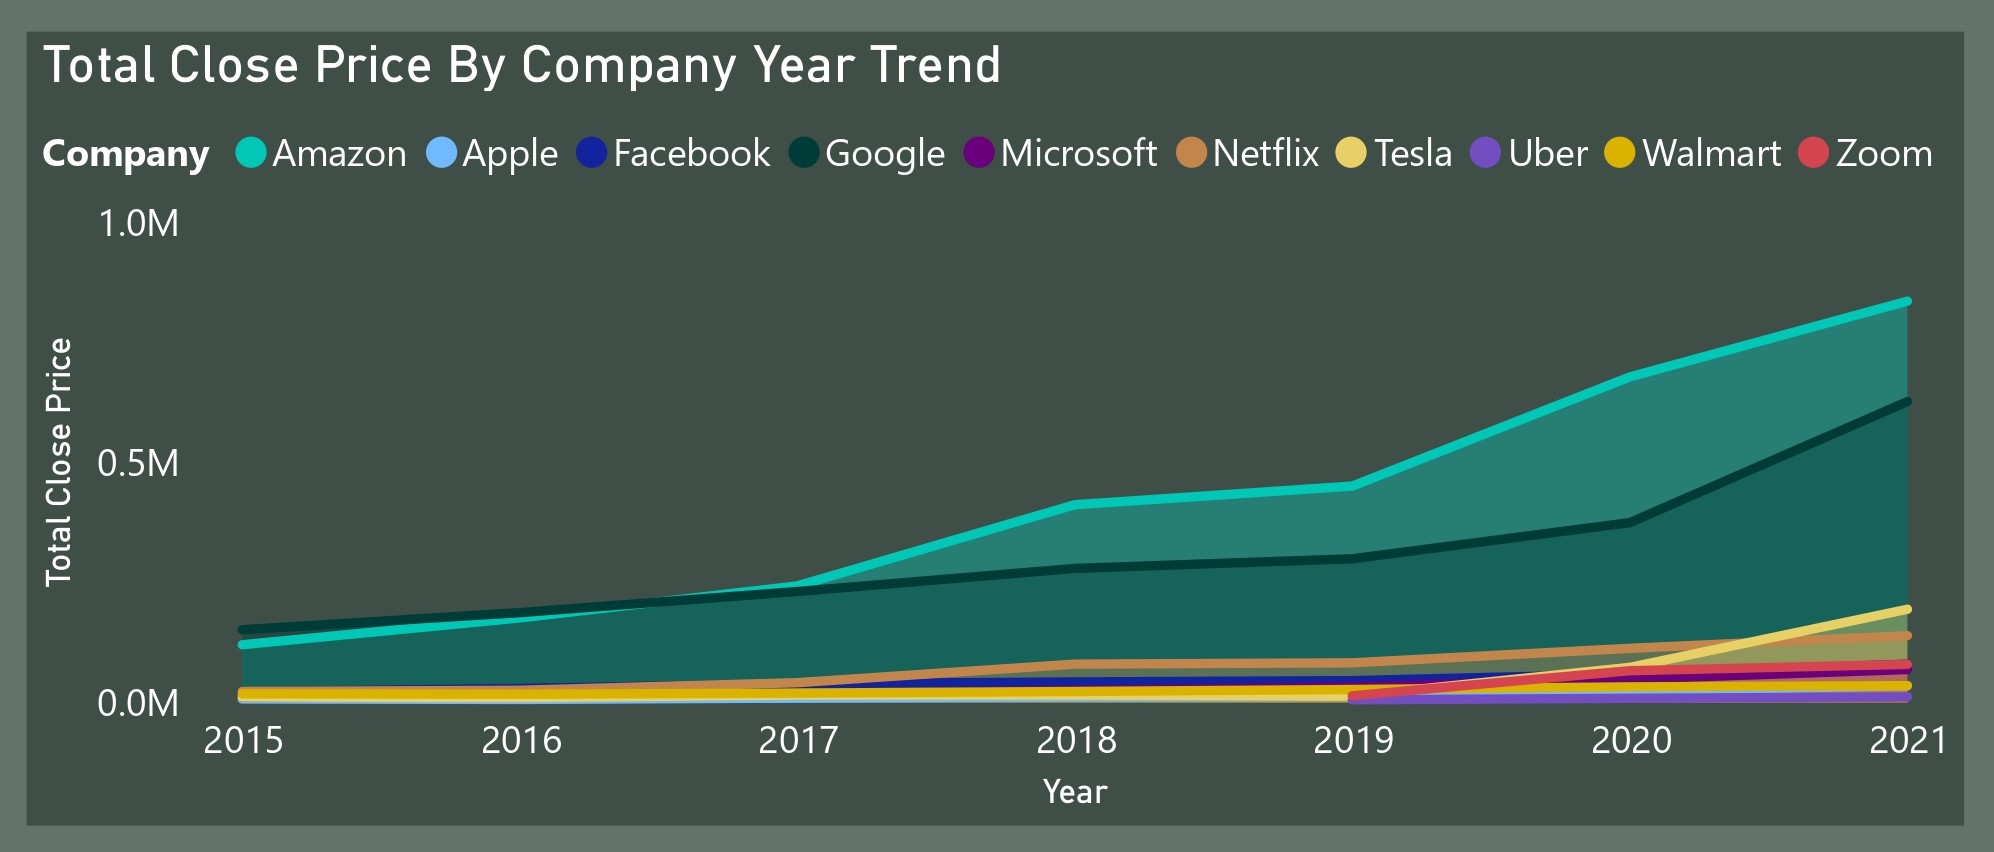 Total Close Price By Company Year Trend
Company Amazon Apple Facebook Google Microsoft Netflix Tesla Uber Walmart Zoom
1.0M
0.5M
0.0M
Total Close Price
2015 2016 2017 2018 2019 2020 2021
Year